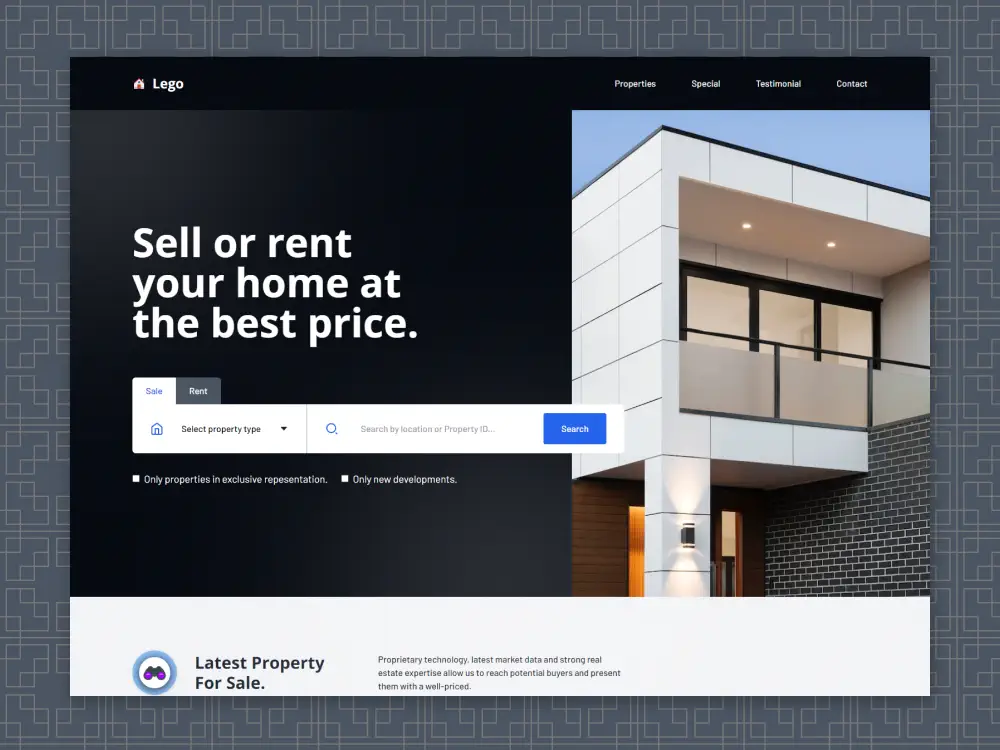 Lego
Properties Special Testimonial Contact
Sell or rent
your home at
the best price.
Sale Rent
Select property type Search by location or Property ID... Search
Only properties in exclusive repesentation. Only new developments.
Latest Property
For Sale.
Proprietary technology, latest market data and strong real
estate expertise allow us to reach potential buyers and present
them with a well-priced.